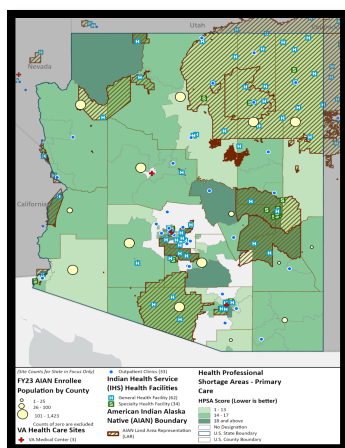 Utah
Nevada
California
(Site Counts for State in Focus Only)
FY23 AIAN Enrollee
Population by County
1 - 25
26 - 100
101 - 1,423
Counts of zero are excluded
VA Health Care Sites
VA Medical Center (3)
Outpatient Clinics (33)
Indian Health Service
(IHS) Health Facilities
H General Health Facility (62)
S Specialty Health Facility (34)
American Indian Alaska
Native (AIAN) Boundary
AIAN Land Area Representation
(LAR)
Health Professional
Shortage Areas - Primary
Care
HPSA Score (Lower is better)
1 - 13
14 - 17
18 and above
No Designation
U.S. State Boundary
U.S. County Boundary